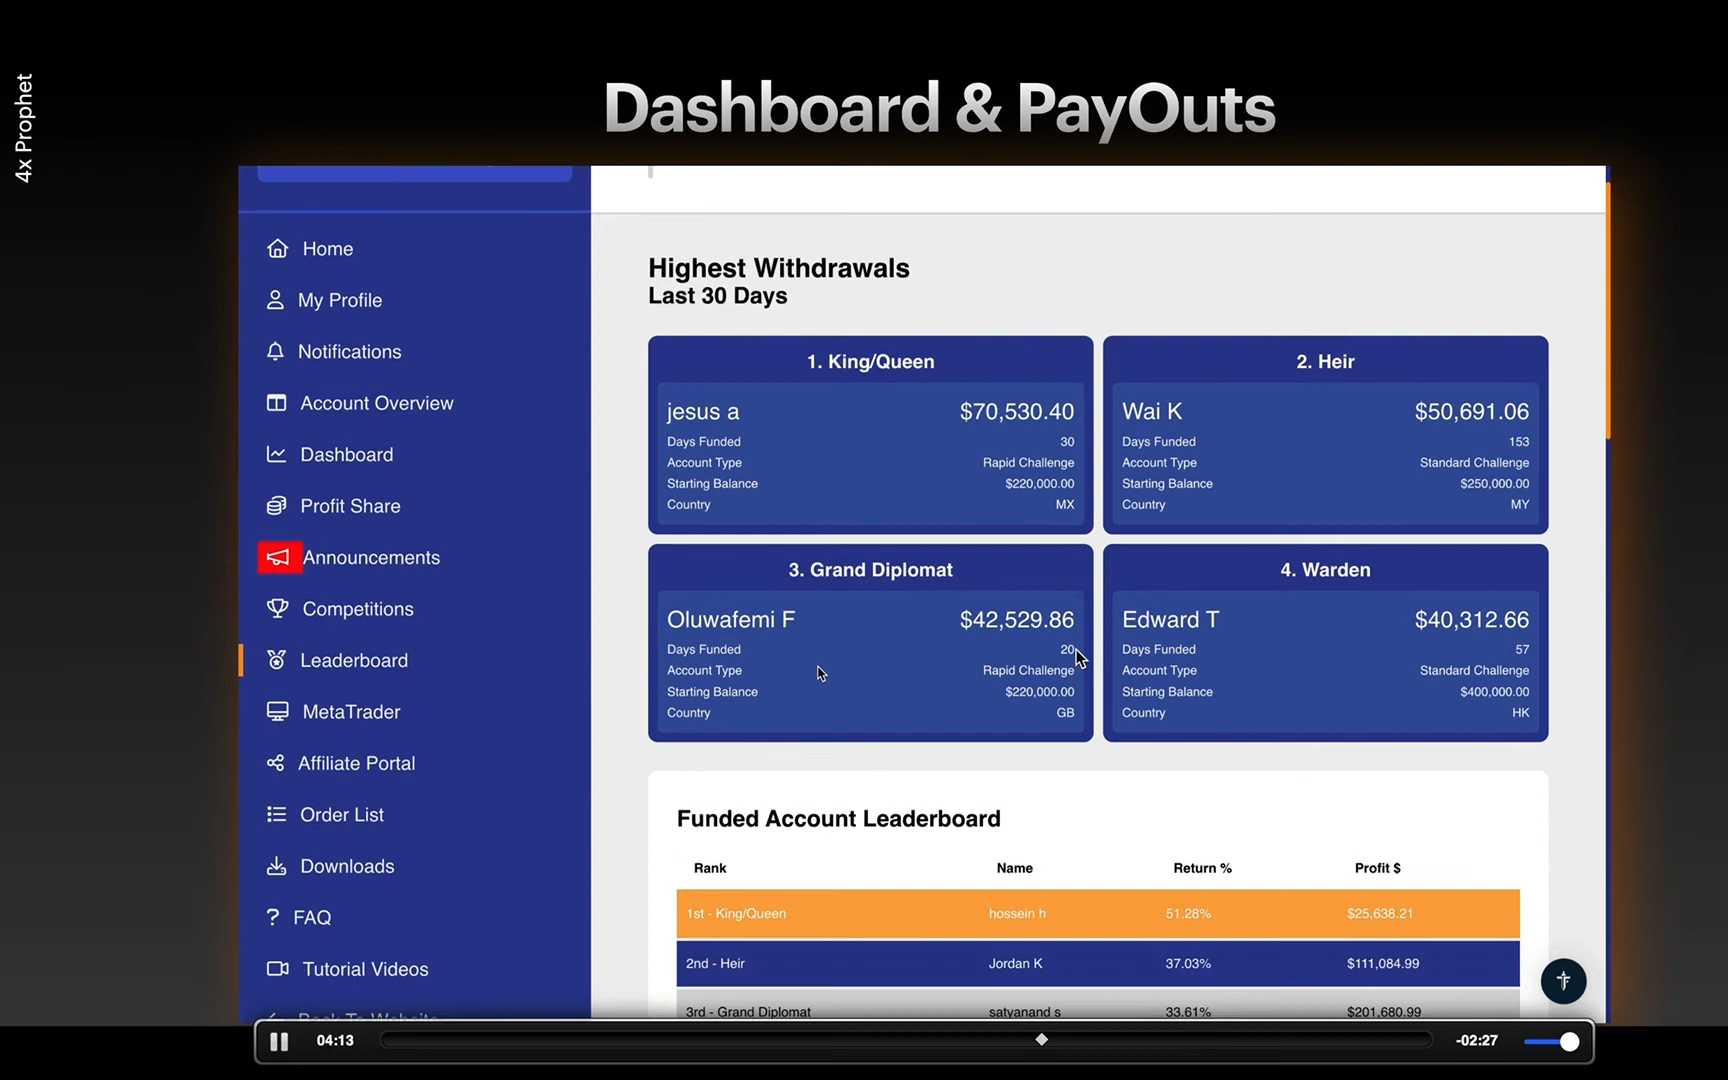 4x Prophet
Dashboard & PayOuts
Home
My Profile
Notifications
Account Overview
Dashboard
Profit Share
Announcements
Competitions
Leaderboard
MetaTrader
Affiliate Portal
Order List
Downloads
? FAQ
Tutorial Videos
Back To Website
Highest Withdrawals
Last 30 Days
1. King/Queen
jesus a $70,530.40
Days Funded 30
Account Type Rapid Challenge
Starting Balance $220,000.00
Country MX
2. Heir
Wai K $50,691.06
Days Funded 153
Account Type Standard Challenge
Starting Balance $250,000.00
Country MY
3. Grand Diplomat
Oluwafemi F $42,529.86
Days Funded 20
Account Type Rapid Challenge
Starting Balance $220,000.00
Country GB
4. Warden
Edward T $40,312.66
Days Funded 57
Account Type Standard Challenge
Starting Balance $400,000.00
Country HK
Funded Account Leaderboard
Rank Name Return % Profit $
1st - King/Queen hossein h 51.28% $25,638.21
2nd - Heir Jordan K 37.03% $111,084.99
3rd - Grand Diplomat satyanand s 33.61% $201,680.99
04:13 -02:27